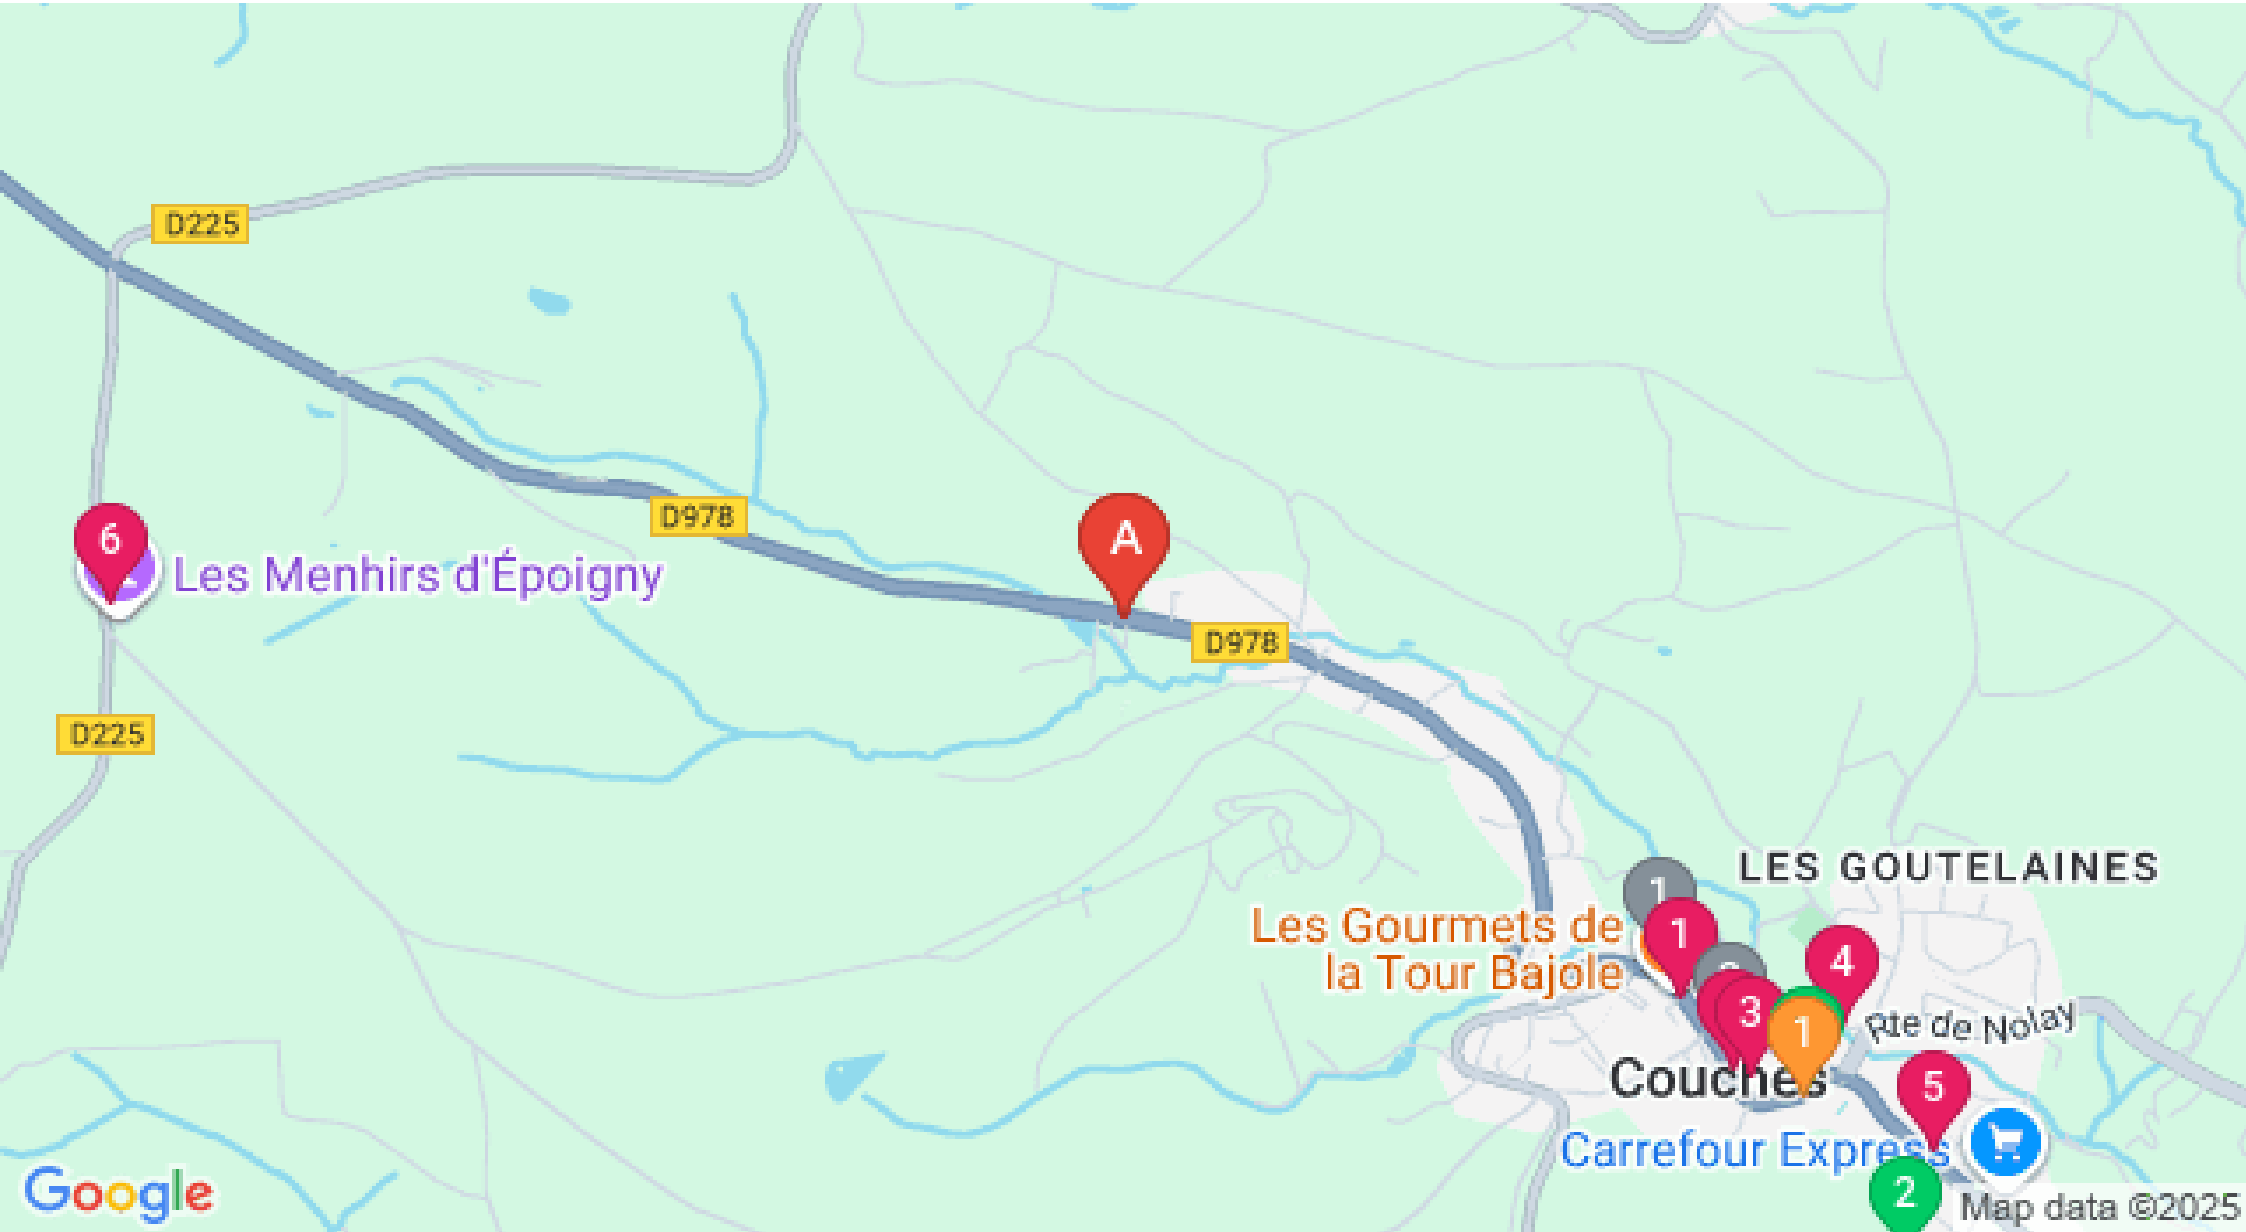 D225
D978
A
6
Les Menhirs d'Époigny
D978
D225
LES GOUTELAINES
1
Les Gourmets de
la Tour Bajole
1
4
3
1
Rte de Nolay
Couches
5
Carrefour Express
2
Google
Map data ©2025